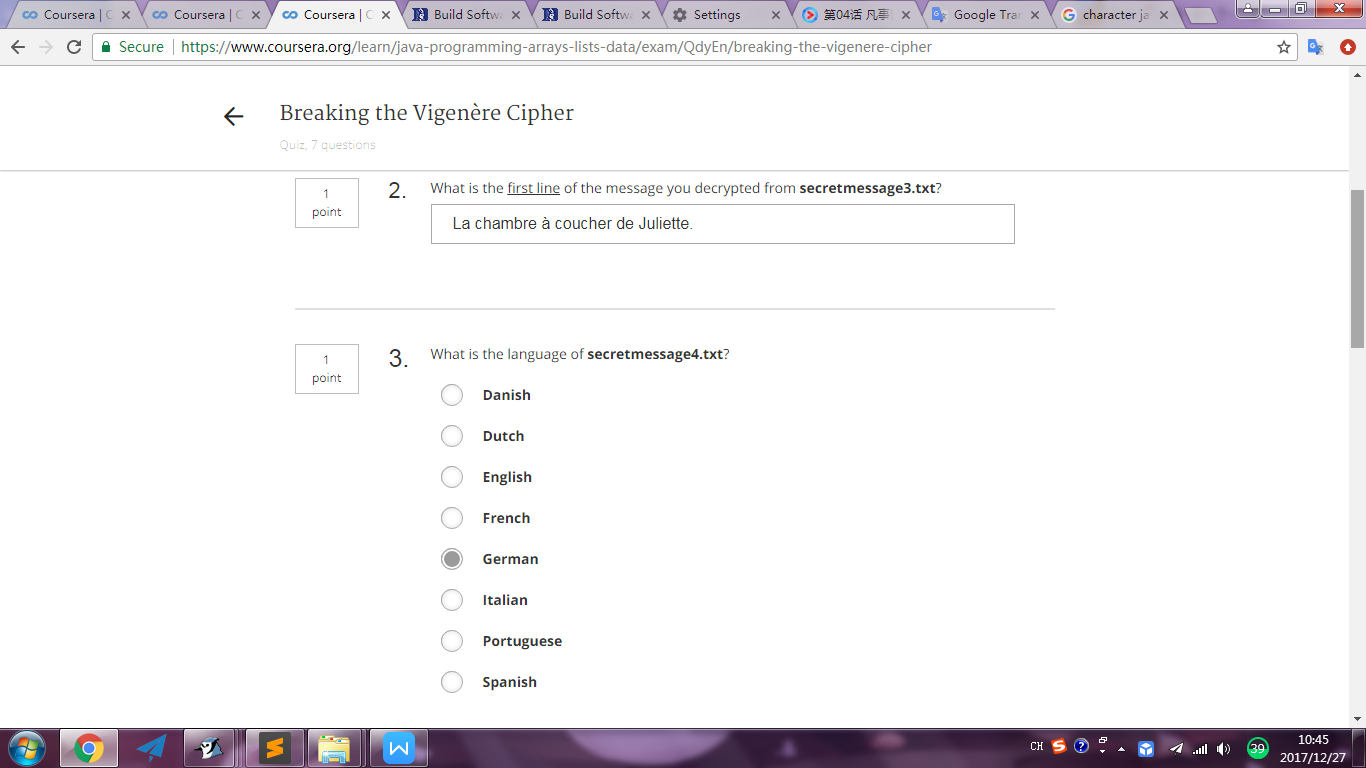 Coursera | C
Coursera | C
Coursera | C
Build Softwa
Build Softwa
Settings
第04话 凡事
Google Tran
character ja
Secure
https://www.coursera.org/learn/java-programming-arrays-lists-data/exam/QdyEn/breaking-the-vigenere-cipher
Breaking the Vigenère Cipher
Quiz, 7 questions
1
point
2.
What is the first line of the message you decrypted from secretmessage3.txt?
La chambre à coucher de Juliette.
1
point
3.
What is the language of secretmessage4.txt?
Danish
Dutch
English
French
German
Italian
Portuguese
Spanish
CH
39
10:45
2017/12/27